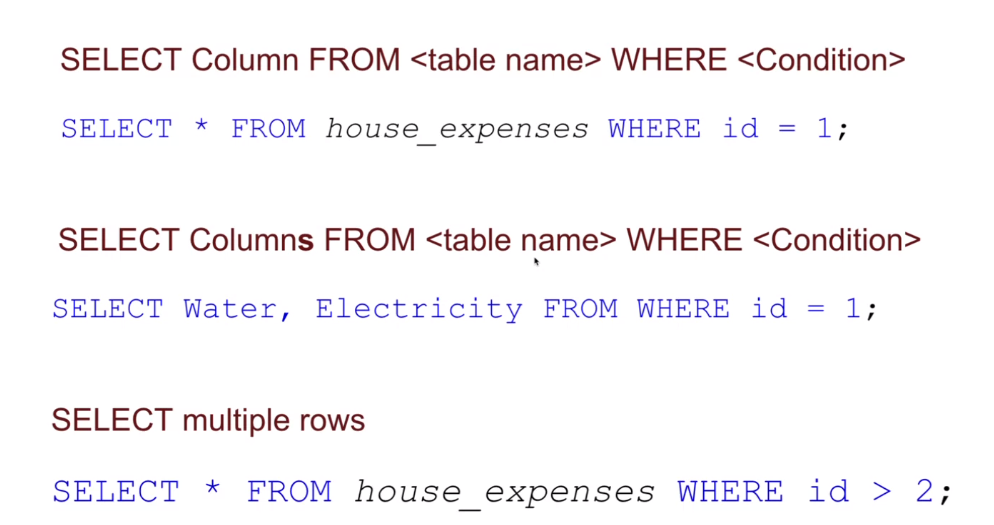 SELECT Column FROM <table name> WHERE <Condition>
SELECT * FROM house_expenses WHERE id = 1;
SELECT Columns FROM <table name> WHERE <Condition>
SELECT Water, Electricity FROM WHERE id = 1;
SELECT multiple rows
SELECT * FROM house_expenses WHERE id > 2;